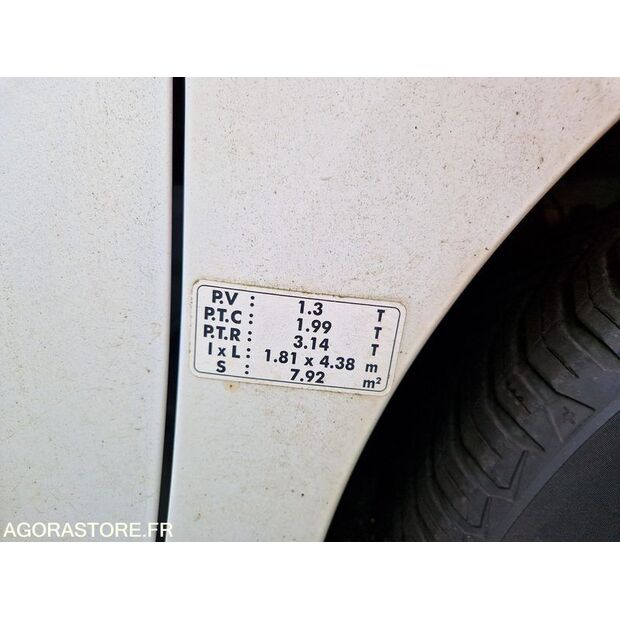 P.V : 1.3 T
P.T.C : 1.99 T
P.T.R : 3.14 T
l x L : 1.81 x 4.38 m
S : 7.92 m²
AGORASTORE.FR